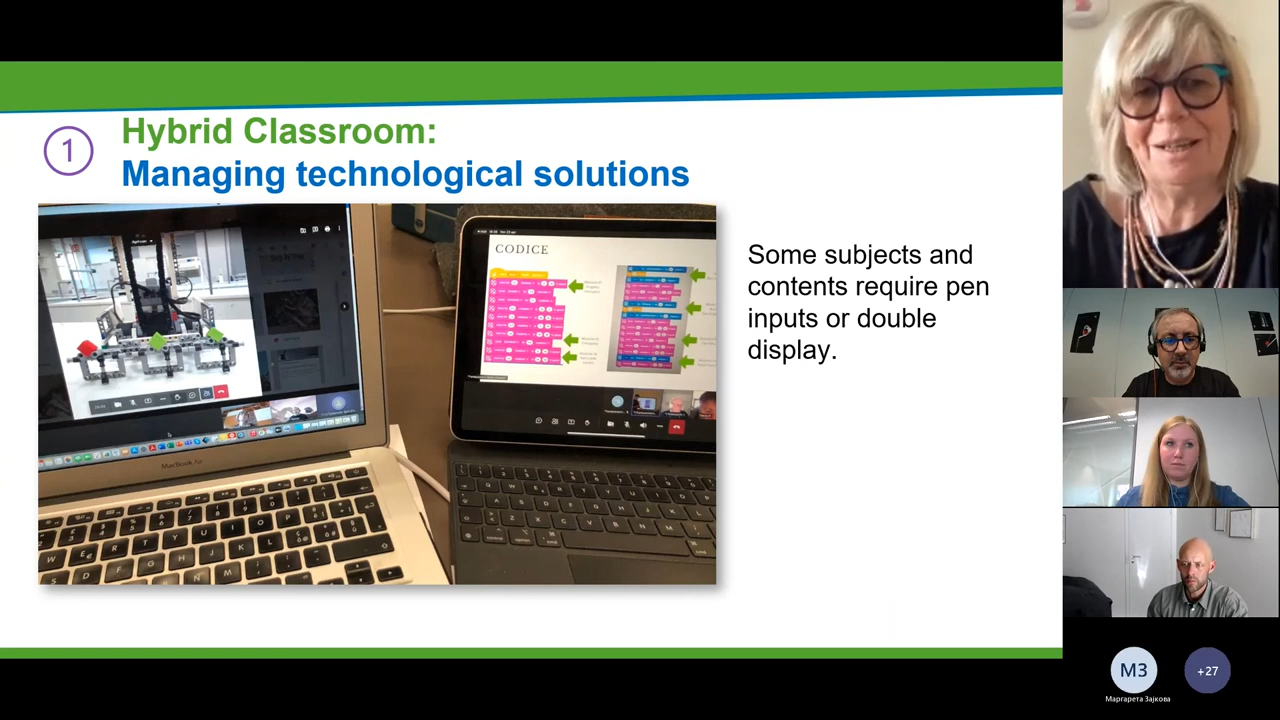 1
Hybrid Classroom:
Managing technological solutions
CODICE
MacBook Air
Some subjects and
contents require pen
inputs or double
display.
МЗ
+27
Маргарета Зајкова